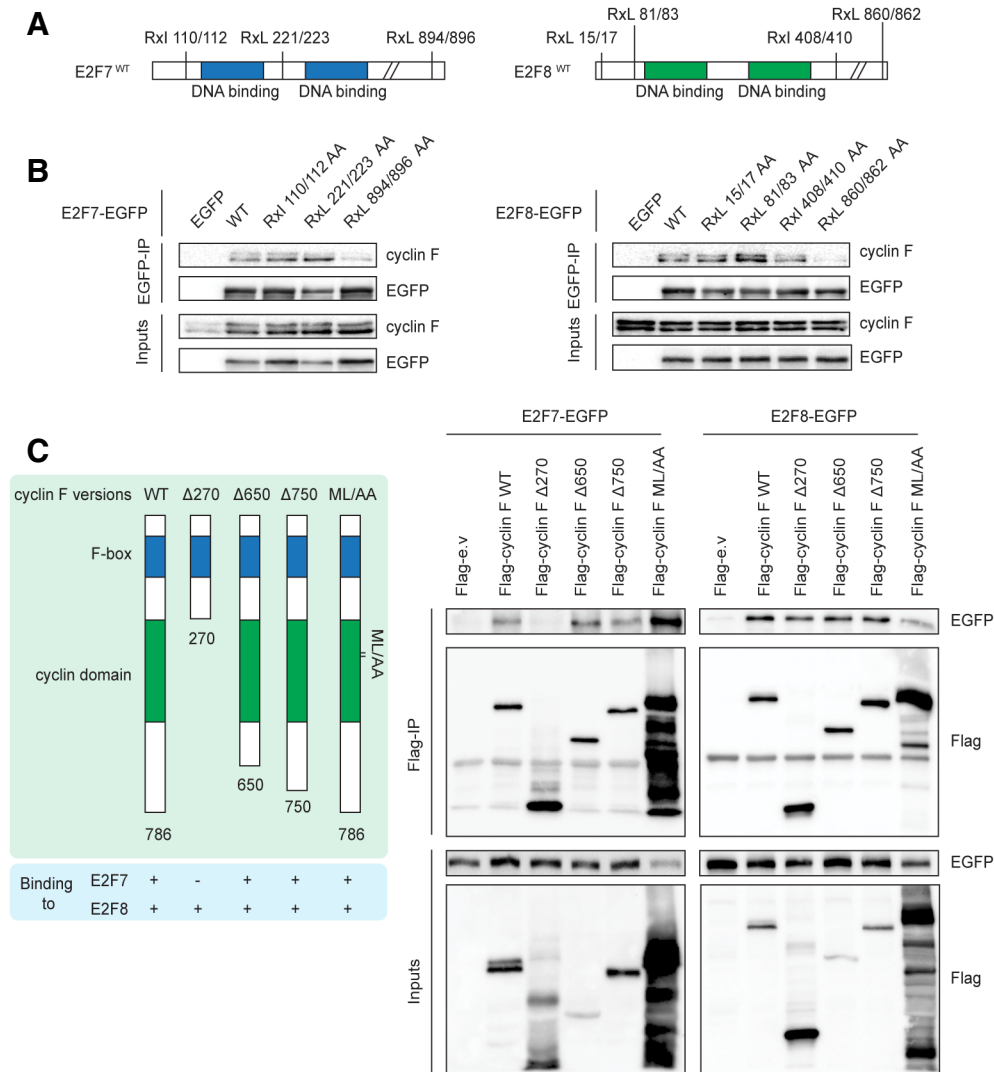 A
RxI 110/112 RxL 221/223 RxL 894/896
E2F7 WT
DNA binding DNA binding
RxL 81/83 RxL 860/862
RxL 15/17 RxI 408/410
E2F8 WT
DNA binding DNA binding
B
E2F7-EGFP
EGFP
WT
RxI 110/112 AA
RxL 221/223 AA
RxL 894/896 AA
EGFP-IP
cyclin F
EGFP
Inputs
cyclin F
EGFP
E2F8-EGFP
EGFP
WT
RxL 15/17 AA
RxL 81/83 AA
RxI 408/410 AA
RxL 860/862 AA
EGFP-IP
cyclin F
EGFP
Inputs
cyclin F
EGFP
C
cyclin F versions WT Δ270 Δ650 Δ750 ML/AA
F-box
cyclin domain
ML/AA
270
650
750
786 786
Binding to
E2F7 + - + + +
E2F8 + + + + +
E2F7-EGFP
Flag-e.v
Flag-cyclin F WT
Flag-cyclin F Δ270
Flag-cyclin F Δ650
Flag-cyclin F Δ750
Flag-cyclin F ML/AA
E2F8-EGFP
Flag-e.v
Flag-cyclin F WT
Flag-cyclin F Δ270
Flag-cyclin F Δ650
Flag-cyclin F Δ750
Flag-cyclin F ML/AA
Flag-IP
EGFP
Flag
Inputs
EGFP
Flag